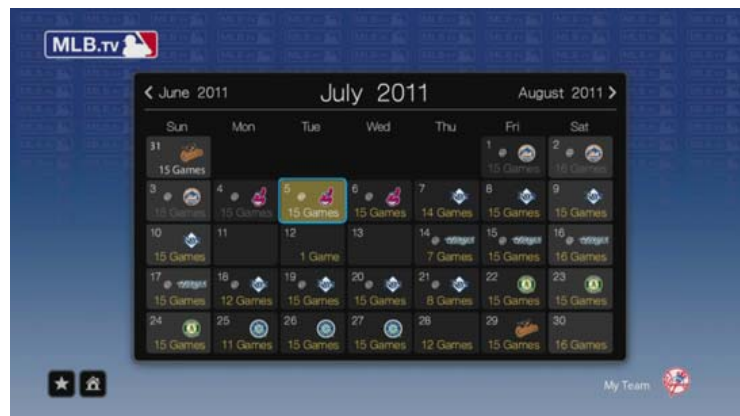 MLB.TV
June 2011
July 2011
August 2011
Sun Mon Tue Wed Thu Fri Sat
31 1 2
15 Games 15 Games 16 Games
3 4 5 6 7 8 9
15 Games 15 Games 15 Games 15 Games 14 Games 15 Games 15 Games
10 11 12 13 14 15 16
15 Games 1 Game 7 Games 15 Games 16 Games
17 18 19 20 21 22 23
15 Games 12 Games 15 Games 15 Games 8 Games 15 Games 15 Games
24 25 26 27 28 29 30
15 Games 11 Games 15 Games 15 Games 12 Games 15 Games 16 Games
My Team